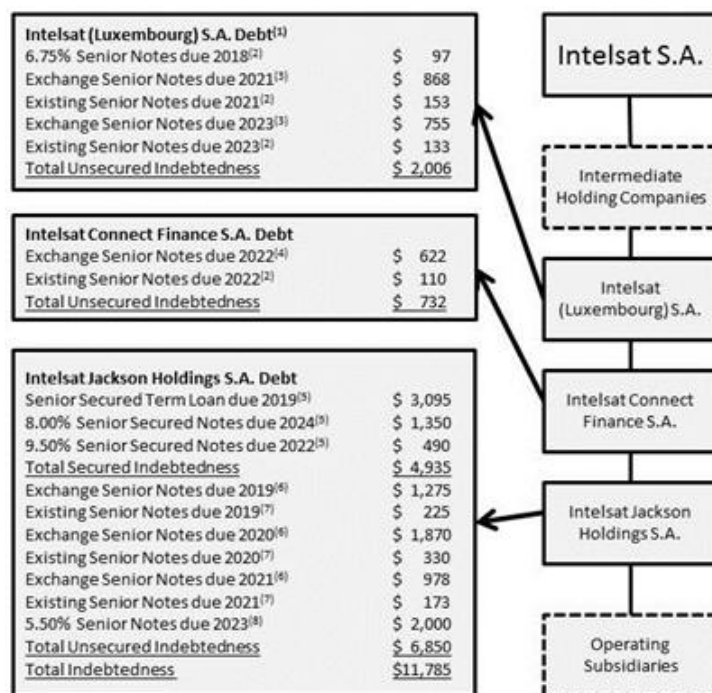 Intelsat (Luxembourg) S.A. Debt(1)
6.75% Senior Notes due 2018(2) $ 97
Exchange Senior Notes due 2021(3) $ 868
Existing Senior Notes due 2021(2) $ 153
Exchange Senior Notes due 2023(3) $ 755
Existing Senior Notes due 2023(2) $ 133
Total Unsecured Indebtedness $ 2,006
Intelsat Connect Finance S.A. Debt
Exchange Senior Notes due 2022(4) $ 622
Existing Senior Notes due 2022(2) $ 110
Total Unsecured Indebtedness $ 732
Intelsat Jackson Holdings S.A. Debt
Senior Secured Term Loan due 2019(5) $ 3,095
8.00% Senior Secured Notes due 2024(5) $ 1,350
9.50% Senior Secured Notes due 2022(5) $ 490
Total Secured Indebtedness $ 4,935
Exchange Senior Notes due 2019(6) $ 1,275
Existing Senior Notes due 2019(7) $ 225
Exchange Senior Notes due 2020(6) $ 1,870
Existing Senior Notes due 2020(7) $ 330
Exchange Senior Notes due 2021(6) $ 978
Existing Senior Notes due 2021(7) $ 173
5.50% Senior Notes due 2023(8) $ 2,000
Total Unsecured Indebtedness $ 6,850
Total Indebtedness $11,785
Intelsat S.A.
Intermediate
Holding Companies
Intelsat
(Luxembourg) S.A.
Intelsat Connect
Finance S.A.
Intelsat Jackson
Holdings S.A.
Operating
Subsidiaries